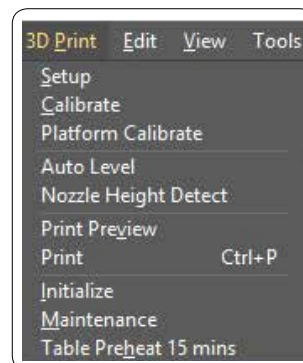 3D Print Edit View Tools
Setup
Calibrate
Platform Calibrate
Auto Level
Nozzle Height Detect
Print Preview
Print Ctrl+P
Initialize
Maintenance
Table Preheat 15 mins